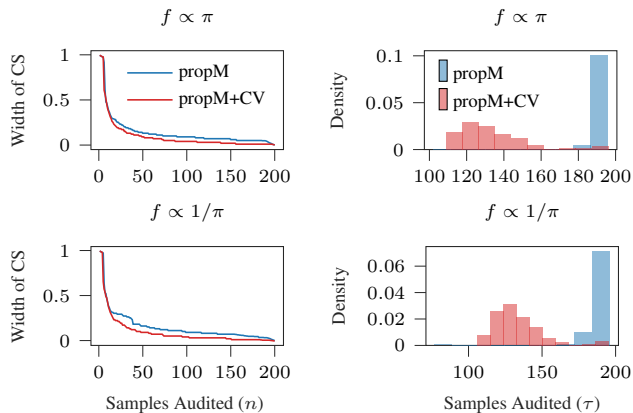 f ∝ π
f ∝ π
Width of CS
1
0.5
0
propM
propM+CV
0 50 100 150 200
Density
0.1
0.05
0
propM
propM+CV
100 120 140 160 180 200
f ∝ 1/π
f ∝ 1/π
Width of CS
1
0.5
0
0 50 100 150 200
Samples Audited (n)
Density
0.06
0.04
0.02
0
100 150 200
Samples Audited (τ)